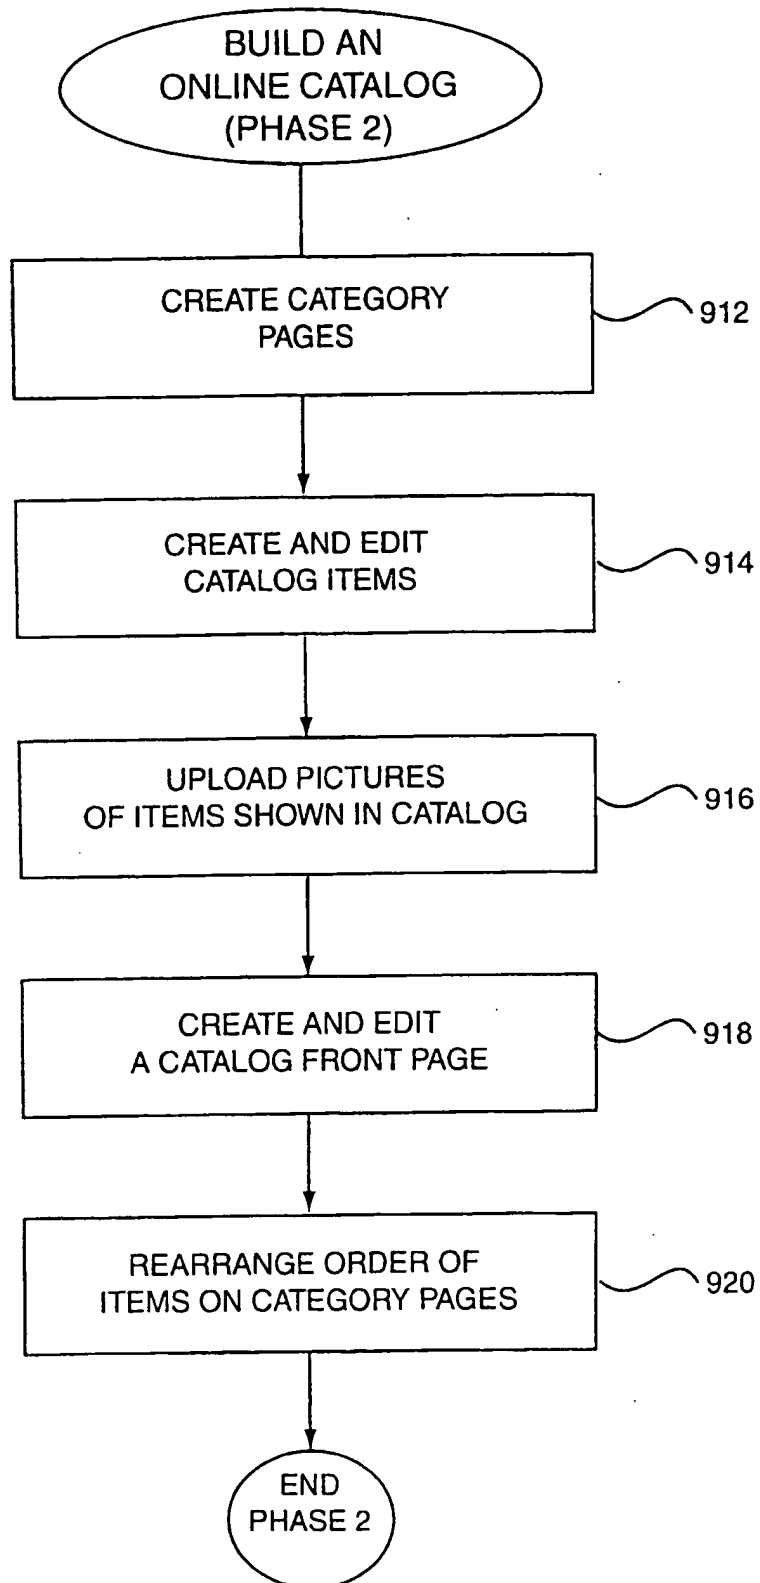 BUILD AN
ONLINE CATALOG
(PHASE 2)
CREATE CATEGORY
PAGES
912
CREATE AND EDIT
CATALOG ITEMS
914
UPLOAD PICTURES
OF ITEMS SHOWN IN CATALOG
916
CREATE AND EDIT
A CATALOG FRONT PAGE
918
REARRANGE ORDER OF
ITEMS ON CATEGORY PAGES
920
END
PHASE 2